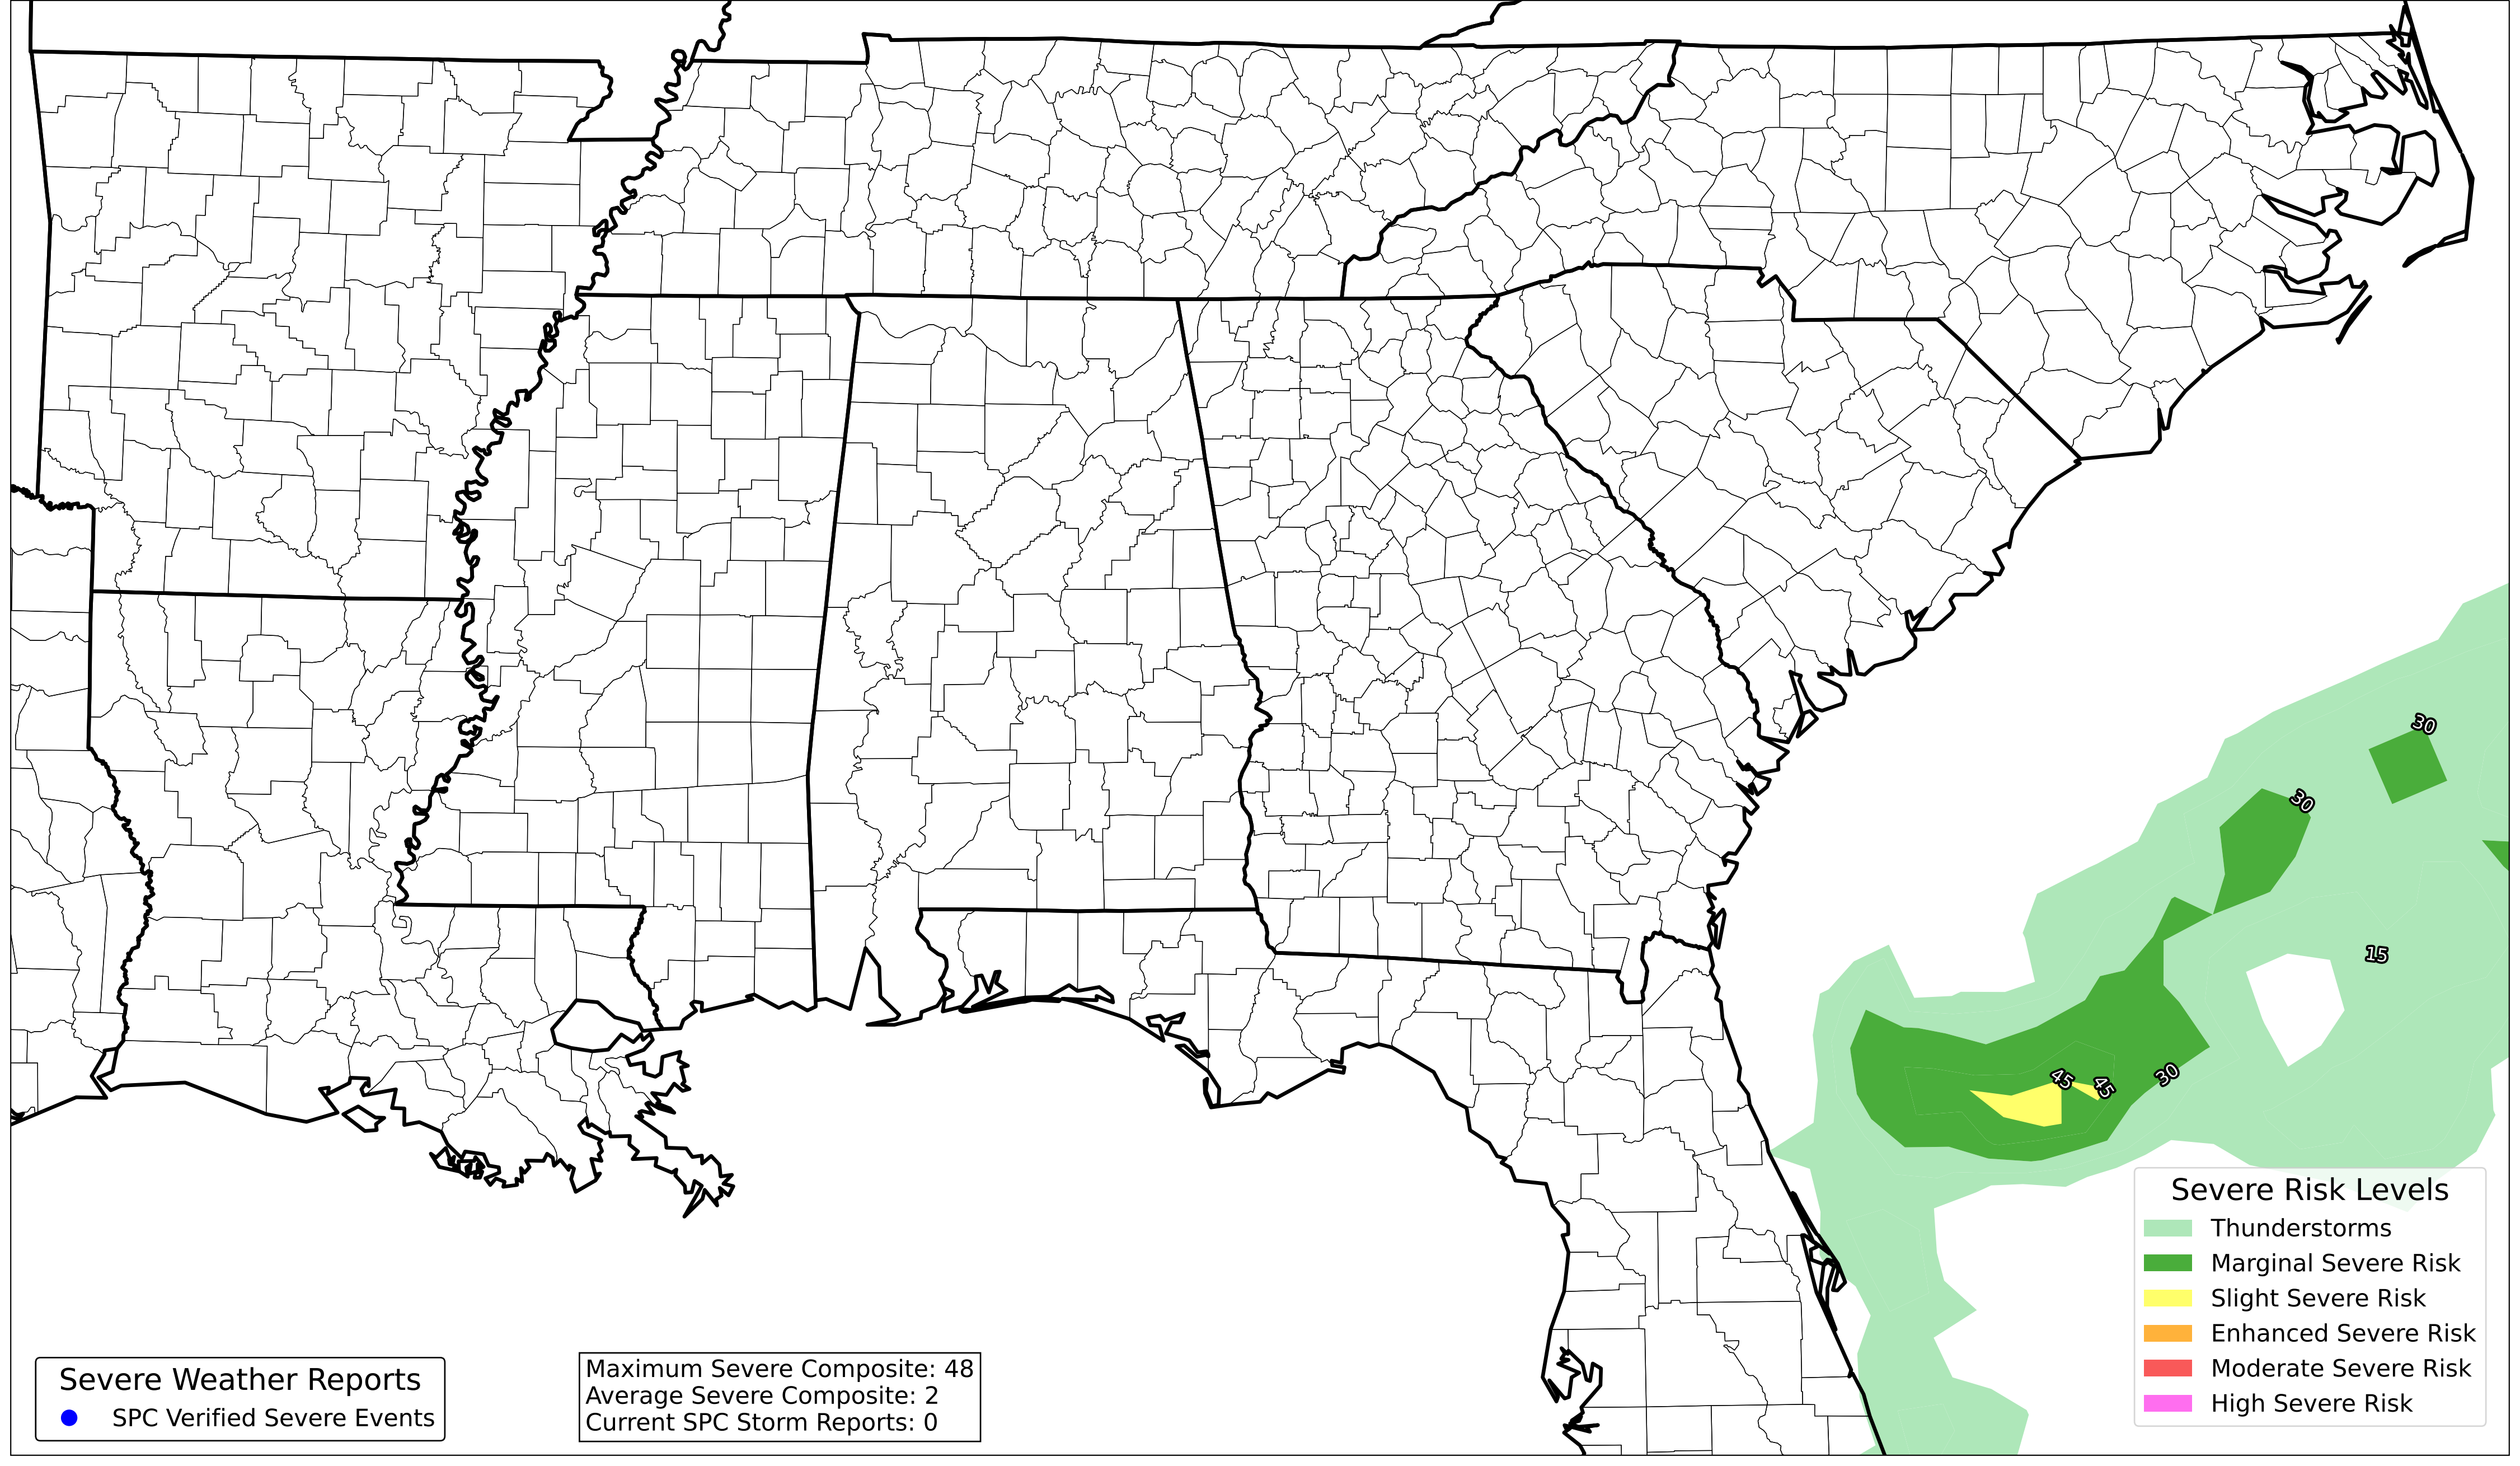 30
30
15
45
45
30
Severe Risk Levels
Thunderstorms
Marginal Severe Risk
Slight Severe Risk
Enhanced Severe Risk
Moderate Severe Risk
High Severe Risk
Severe Weather Reports
SPC Verified Severe Events
Maximum Severe Composite: 48
Average Severe Composite: 2
Current SPC Storm Reports: 0